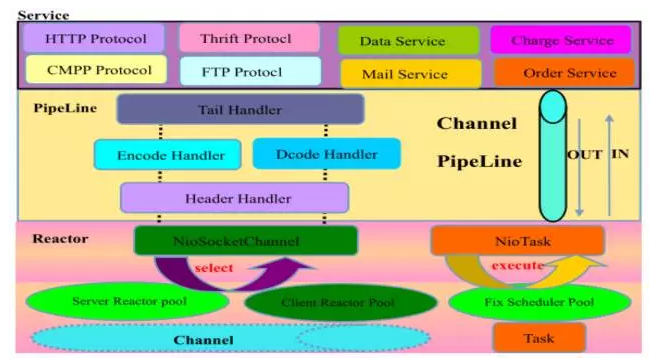 Service
HTTP Protocol
Thrift Protocl
Data Service
Charge Service
CMPP Protocol
FTP Protocl
Mail Service
Order Service
PipeLine
Tail Handler
Channel
PipeLine
Encode Handler
Dcode Handler
OUT
IN
Header Handler
Reactor
NioSocketChannel
NioTask
select
execute
Server Reactor pool
Client Reactor Pool
Fix Scheduler Pool
Channel
Task